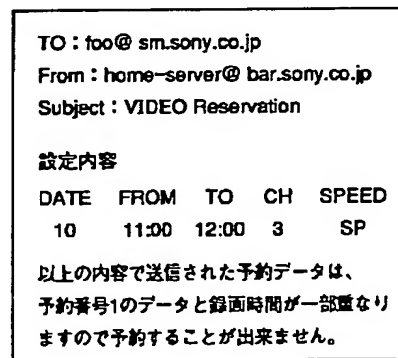 TO：foo@ sm.sony.co.jp
From：home-server@ bar.sony.co.jp
Subject：VIDEO Reservation
設定内容
DATE FROM TO CH SPEED
10 11:00 12:00 3 SP
以上の内容で送信された予約データは、
予約番号1のデータと録画時間が一部重なり
ますので予約することが出来ません。